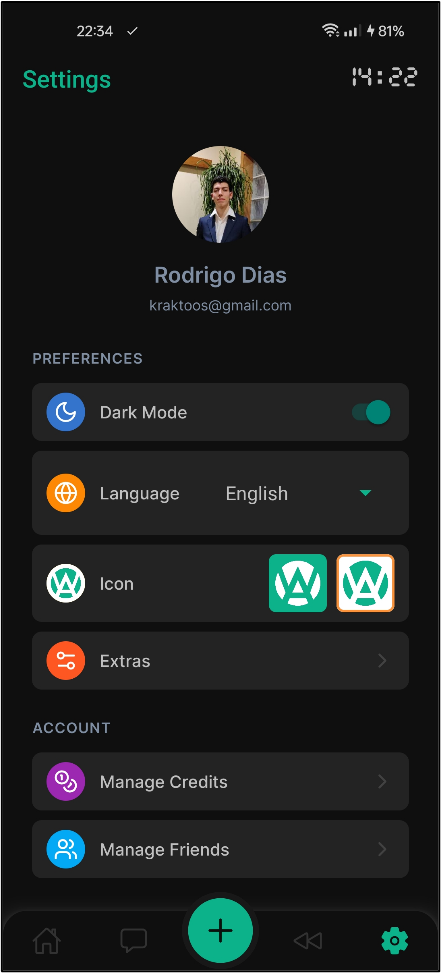 22:34 81%
Settings 14:22
Rodrigo Dias
kraktoos@gmail.com
PREFERENCES
Dark Mode
Language English
Icon
Extras
ACCOUNT
Manage Credits
Manage Friends